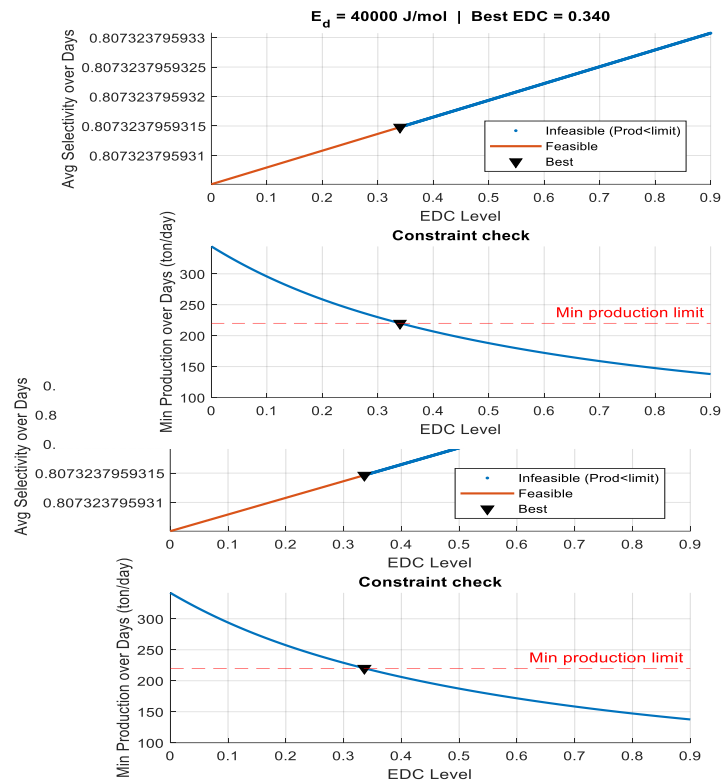 E_d = 40000 J/mol | Best EDC = 0.340
Avg Selectivity over Days
0.807323795933
0.8073237959325
0.807323795932
0.8073237959315
0.807323795931
Infeasible (Prod<limit)
Feasible
Best
0 0.1 0.2 0.3 0.4 0.5 0.6 0.7 0.8 0.9
EDC Level
Constraint check
Min Production over Days (ton/day)
300
250
200
150
100
Min production limit
0 0.1 0.2 0.3 0.4 0.5 0.6 0.7 0.8 0.9
EDC Level
Avg Selectivity over Days
0.
0.8
0.
0.8073237959315
0.807323795931
Infeasible (Prod<limit)
Feasible
Best
0 0.1 0.2 0.3 0.4 0.5 0.6 0.7 0.8 0.9
EDC Level
Constraint check
Min Production over Days (ton/day)
300
250
200
150
100
Min production limit
0 0.1 0.2 0.3 0.4 0.5 0.6 0.7 0.8 0.9
EDC Level